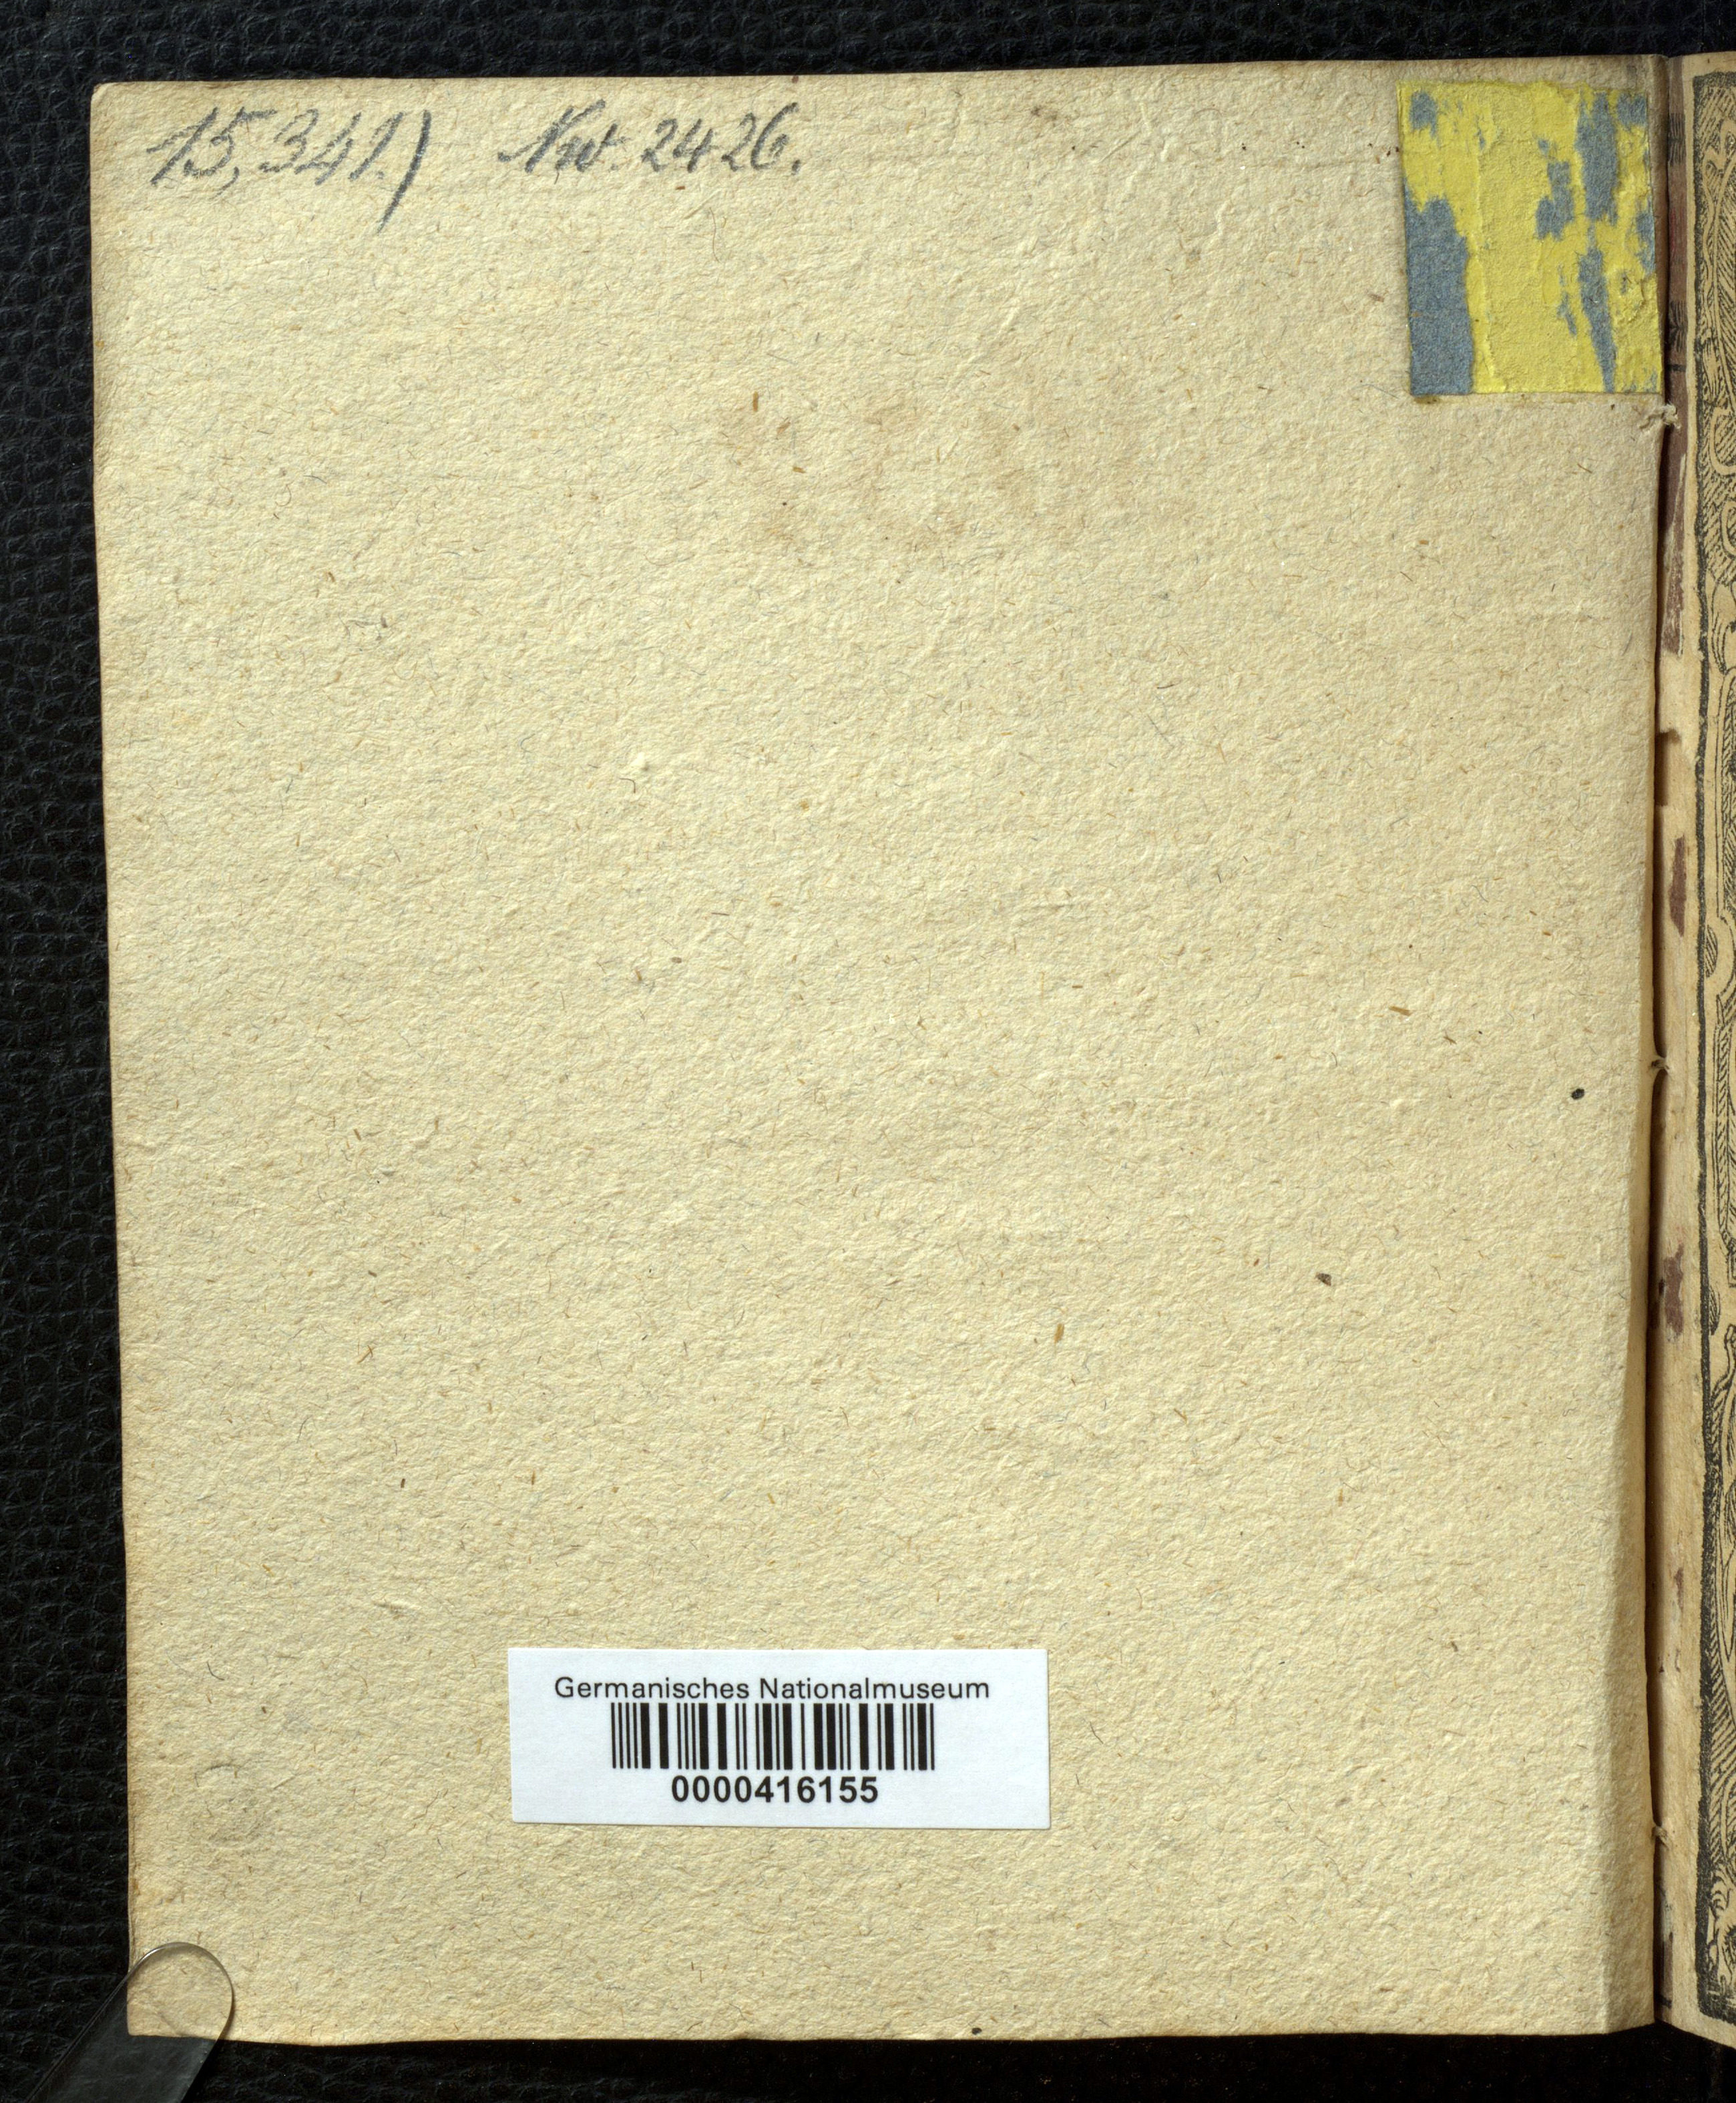 15,341.) Nw. 2426.
Germanisches Nationalmuseum
0000416155